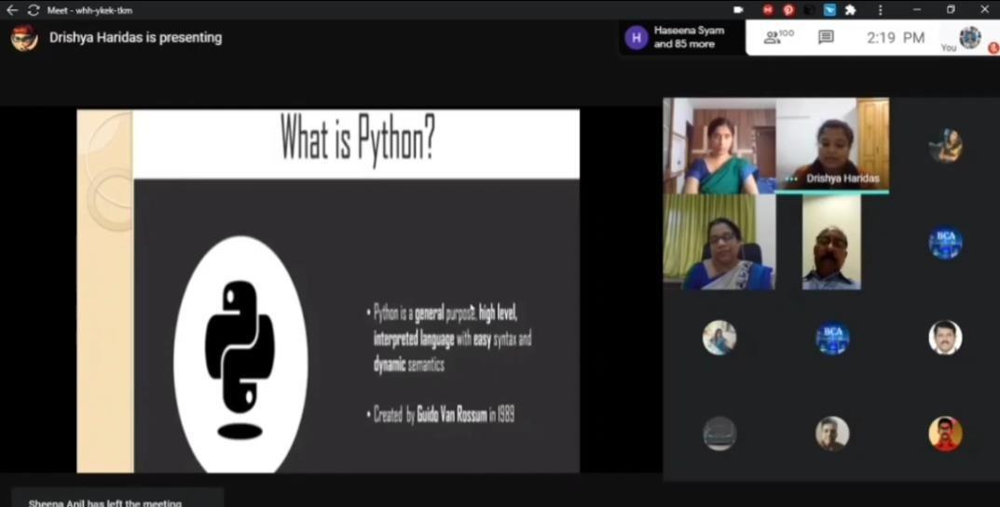 Meet - whh-ykek-tkm
Drishya Haridas is presenting
H
Haseena Syam
and 85 more
100
2:19 PM
You
What is Python?
Drishya Haridas
BCA
• Python is a general purpose, high level,
interpreted language with easy syntax and
dynamic semantics
BCA
• Created by Guido Van Rossum in 1989
Sheena Anil has left the meeting